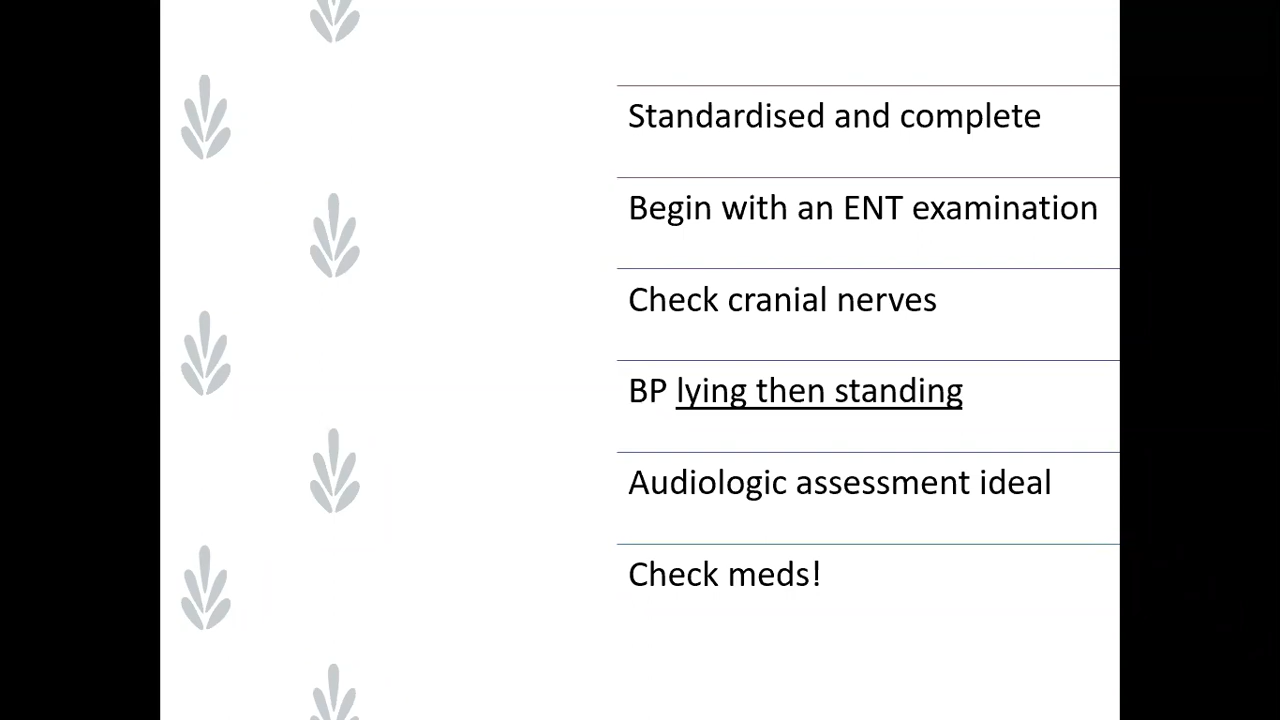 Standardised and complete
Begin with an ENT examination
Check cranial nerves
BP lying then standing
Audiologic assessment ideal
Check meds!